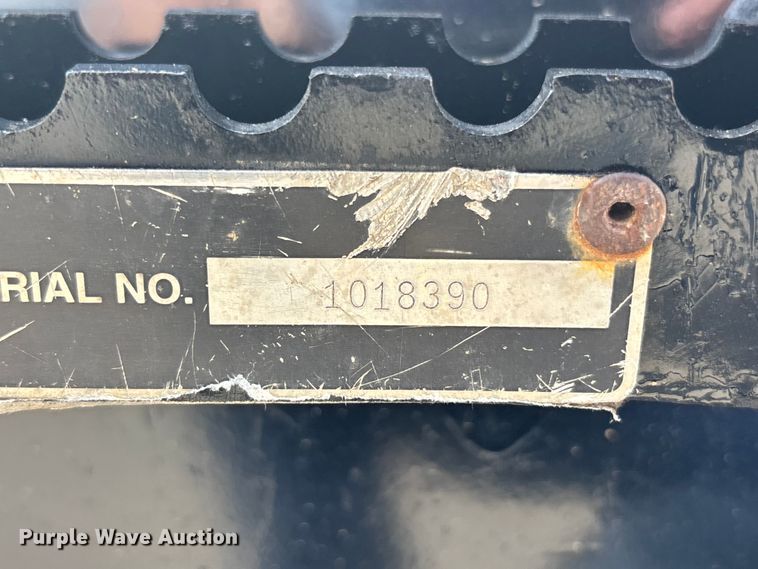 RIAL NO. 1018390
Purple Wave Auction